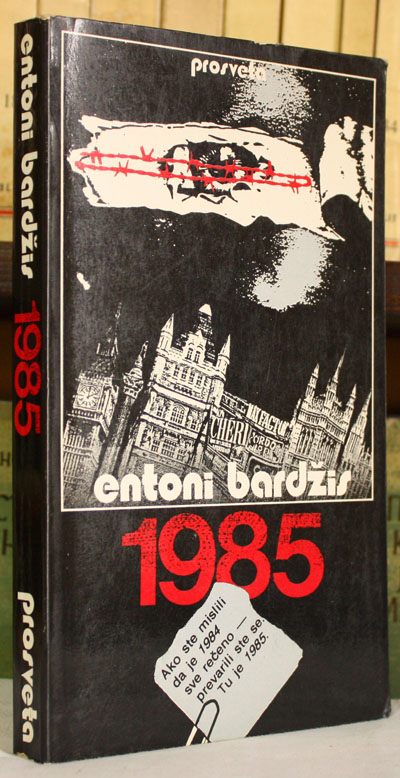 entoni bardžis 1985 prosveta
prosveta
CHERI
entoni bardžis
1985
Ako ste mislili
da je 1984
sve rečeno —
prevarili ste se.
Tu je 1985.